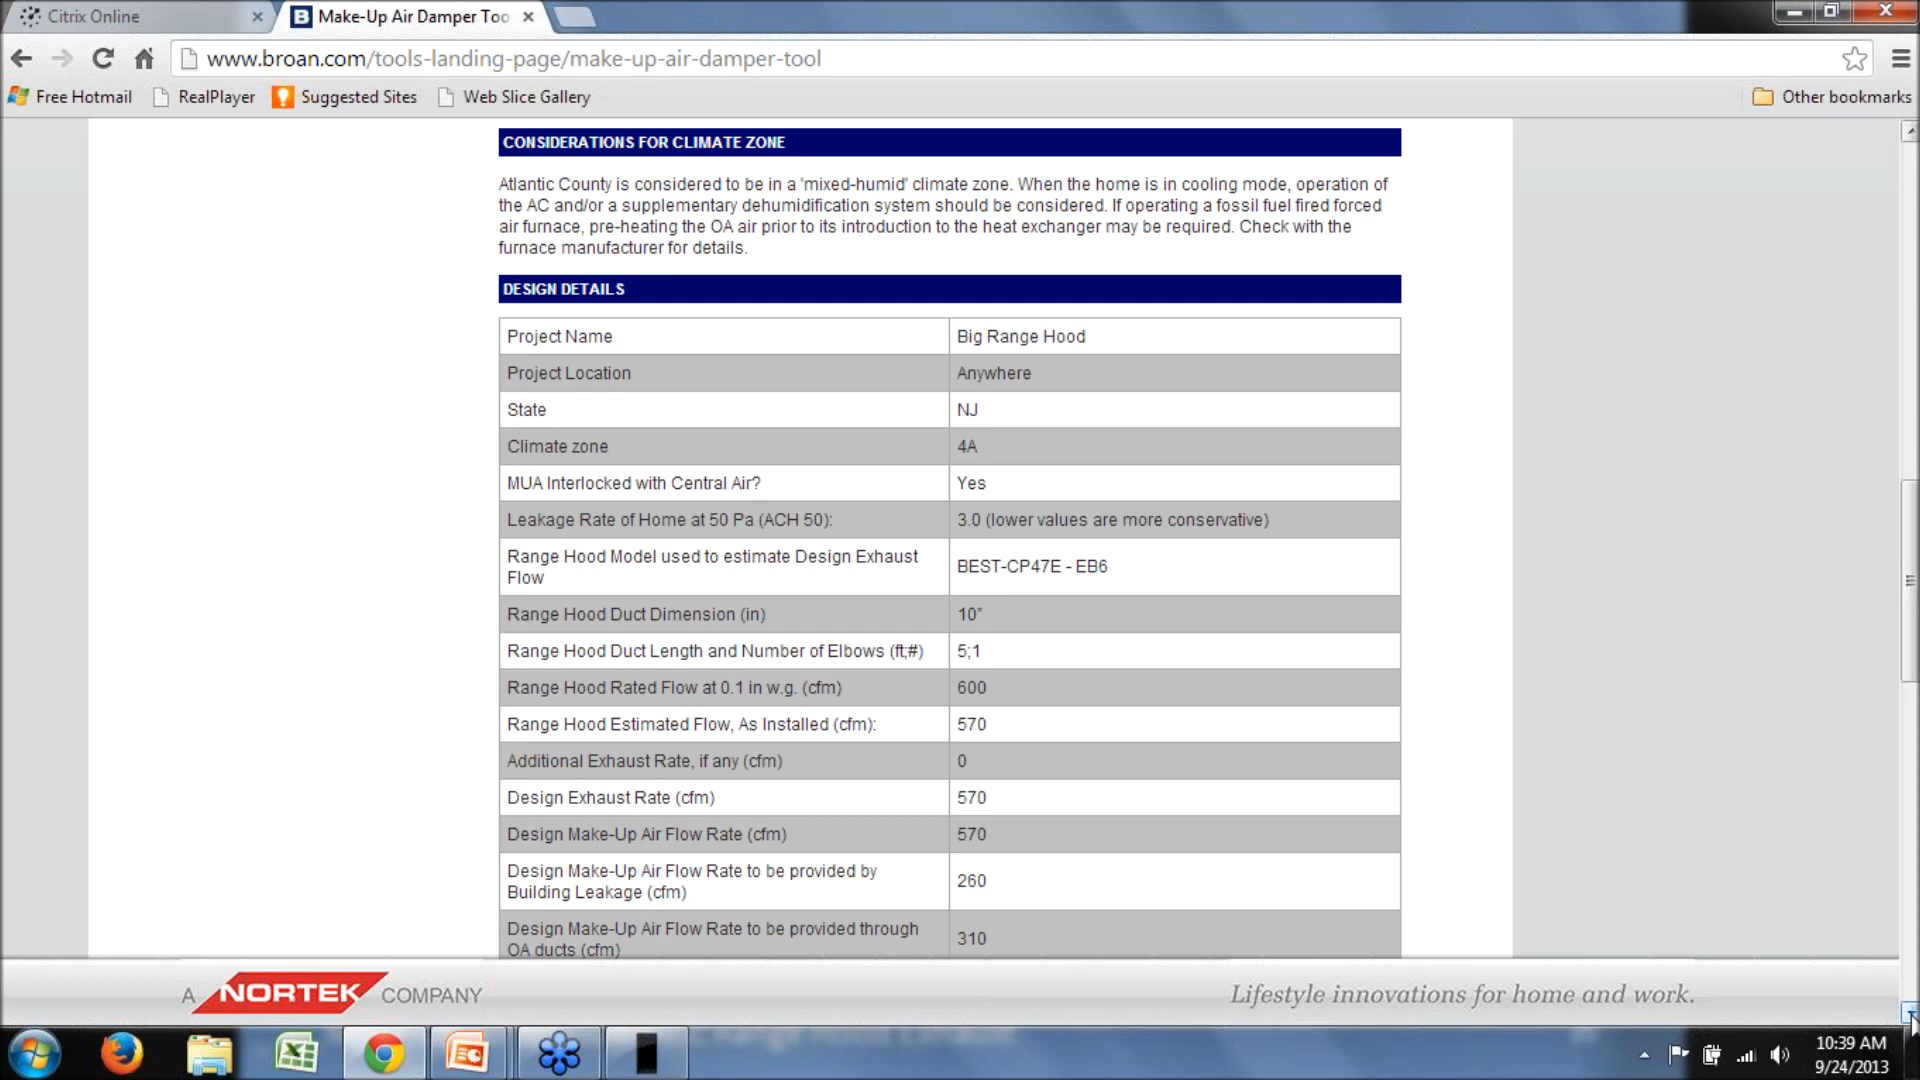 Citrix Online
Make-Up Air Damper Too
www.broan.com/tools-landing-page/make-up-air-damper-tool
Free Hotmail RealPlayer Suggested Sites Web Slice Gallery Other bookmarks
CONSIDERATIONS FOR CLIMATE ZONE
Atlantic County is considered to be in a 'mixed-humid' climate zone. When the home is in cooling mode, operation of
the AC and/or a supplementary dehumidification system should be considered. If operating a fossil fuel fired forced
air furnace, pre-heating the OA air prior to its introduction to the heat exchanger may be required. Check with the
furnace manufacturer for details.
DESIGN DETAILS
Project Name Big Range Hood
Project Location Anywhere
State NJ
Climate zone 4A
MUA Interlocked with Central Air? Yes
Leakage Rate of Home at 50 Pa (ACH 50): 3.0 (lower values are more conservative)
Range Hood Model used to estimate Design Exhaust
Flow
BEST-CP47E - EB6
Range Hood Duct Dimension (in) 10"
Range Hood Duct Length and Number of Elbows (ft;#) 5;1
Range Hood Rated Flow at 0.1 in w.g. (cfm) 600
Range Hood Estimated Flow, As Installed (cfm): 570
Additional Exhaust Rate, if any (cfm) 0
Design Exhaust Rate (cfm) 570
Design Make-Up Air Flow Rate (cfm) 570
Design Make-Up Air Flow Rate to be provided by
Building Leakage (cfm)
260
Design Make-Up Air Flow Rate to be provided through
OA ducts (cfm)
310
A NORTEK COMPANY
Lifestyle innovations for home and work.
10:39 AM
9/24/2013